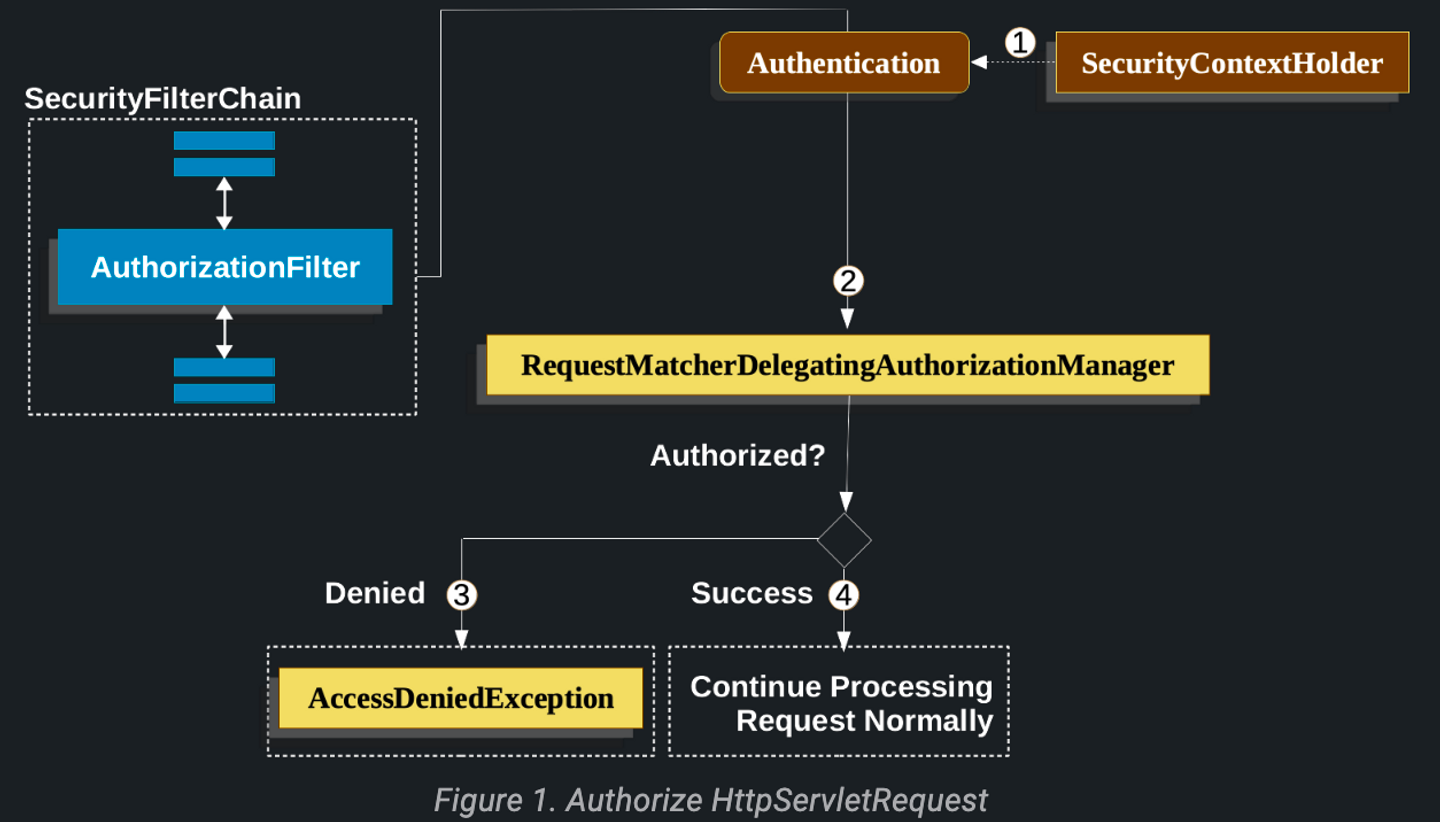 SecurityFilterChain
AuthorizationFilter
Authentication
1
SecurityContextHolder
2
RequestMatcherDelegatingAuthorizationManager
Authorized?
Denied
3
Success
4
AccessDeniedException
Continue Processing
Request Normally
Figure 1. Authorize HttpServletRequest